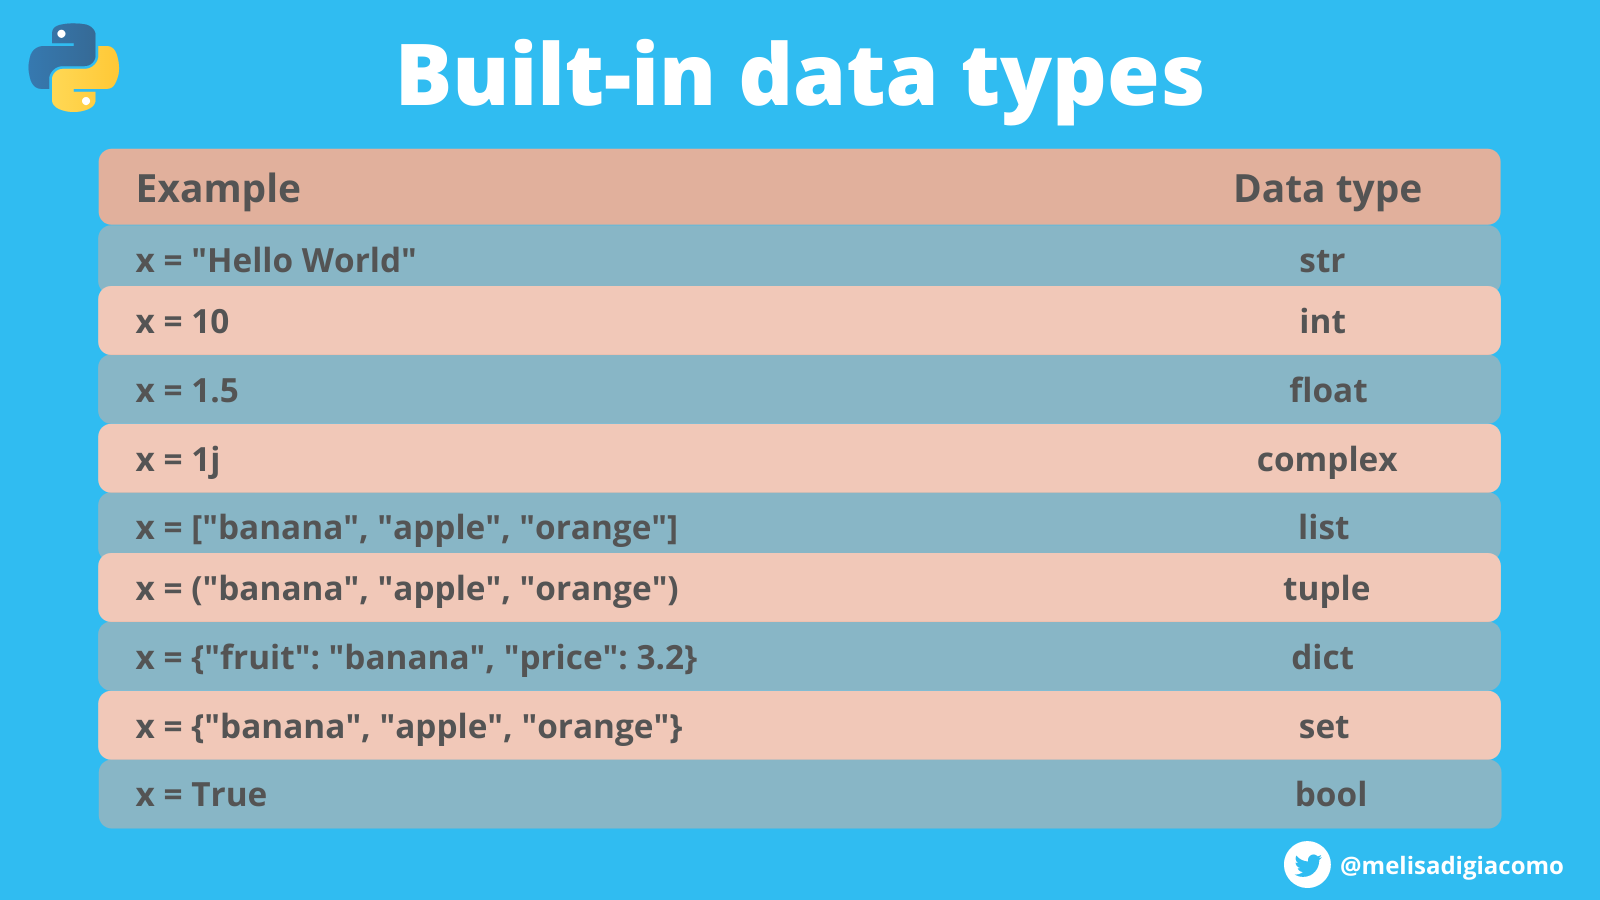 Built-in data types
Example Data type
x = "Hello World" str
x = 10 int
x = 1.5 float
x = 1j complex
x = ["banana", "apple", "orange"] list
x = ("banana", "apple", "orange") tuple
x = {"fruit": "banana", "price": 3.2} dict
x = {"banana", "apple", "orange"} set
x = True bool
@melisadigiacomo